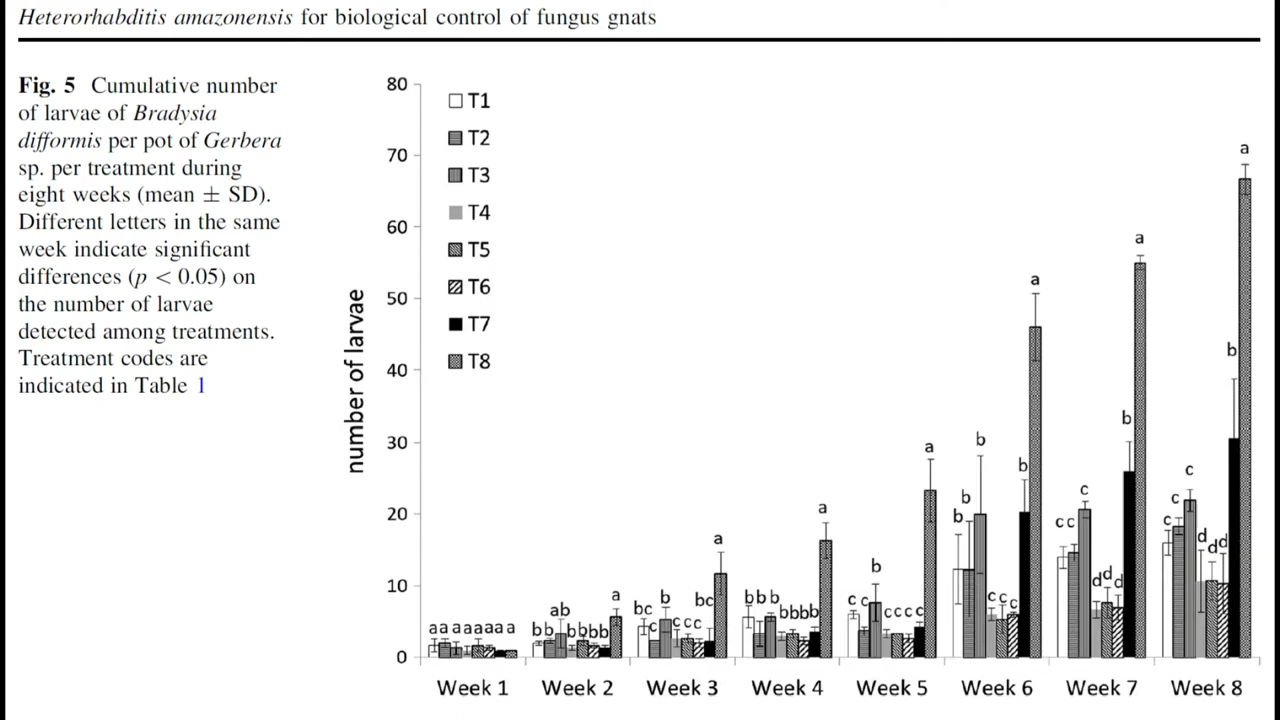 Heterorhabditis amazonensis for biological control of fungus gnats
Fig. 5 Cumulative number
of larvae of Bradysia
difformis per pot of Gerbera
sp. per treatment during
eight weeks (mean ± SD).
Different letters in the same
week indicate significant
differences (p < 0.05) on
the number of larvae
detected among treatments.
Treatment codes are
indicated in Table 1
number of larvae
80
70
60
50
40
30
20
10
0
T1
T2
T3
T4
T5
T6
T7
T8
a a a a a a a a
b b ab b b b b a
bc c b c c c bc a
b b b b b b b a
c c b c c c c a
b b b c c c b a
c c c d d d b a
c c c d d d b a
Week 1 Week 2 Week 3 Week 4 Week 5 Week 6 Week 7 Week 8